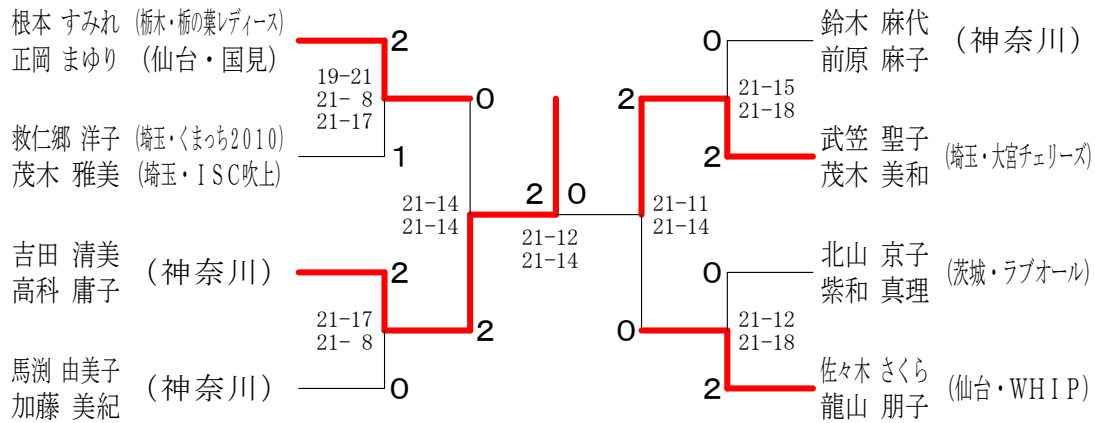 根本 すみれ (栃木・栃の葉レディース)
正岡 まゆり (仙台・国見)
2
19-21
21- 8
21-17
0
救仁郷 洋子 (埼玉・くまっち2010)
茂木 雅美 (埼玉・ISC吹上)
1
21-14
21-14
吉田 清美
高科 庸子
(神奈川)
2
21-17
21- 8
2
馬渕 由美子
加藤 美紀
(神奈川)
0
2 0
21-12
21-14
鈴木 麻代
前原 麻子
(神奈川)
0
21-15
21-18
2
武笠 聖子
茂木 美和
(埼玉・大宮チェリーズ)
2
21-11
21-14
北山 京子
紫和 真理
(茨城・ラブオール)
0
21-12
21-18
0
佐々木 さくら
龍山 朋子
(仙台・WHIP)
2